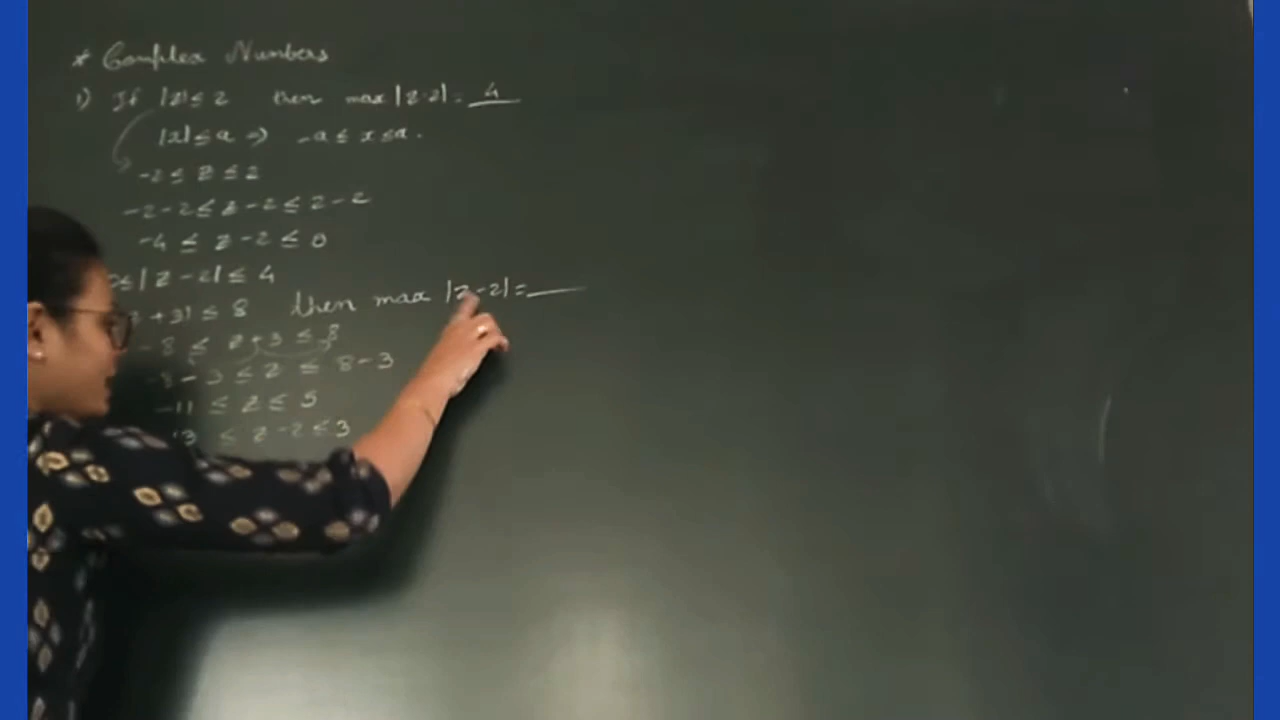 * Complex Numbers
1) If |z| ≤ 2 then max |z-2| = 4
|x| ≤ a ⇒ -a ≤ x ≤ a.
-2 ≤ z ≤ 2
-2-2 ≤ z-2 ≤ 2-2
-4 ≤ z-2 ≤ 0
0 ≤ |z-2| ≤ 4
+3| ≤ 8 then max |z-2| = ___
-8 ≤ z+3 ≤ 8
-8-3 ≤ z ≤ 8-3
-11 ≤ z ≤ 5
13 ≤ z-2 ≤ 3